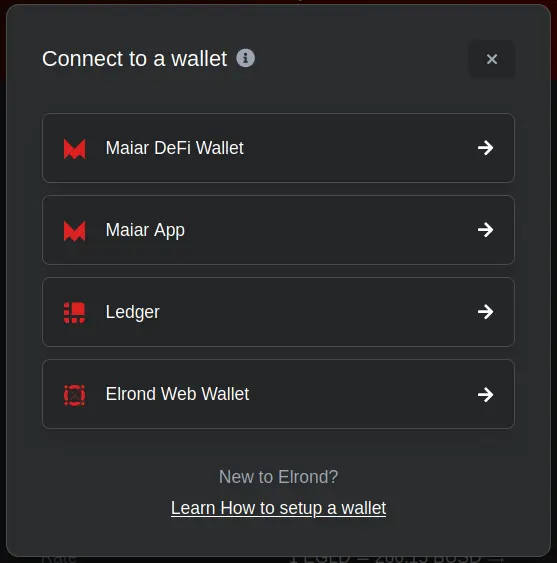 Connect to a wallet
Maiar DeFi Wallet
Maiar App
Ledger
Elrond Web Wallet
New to Elrond?
Learn How to setup a wallet
Rate